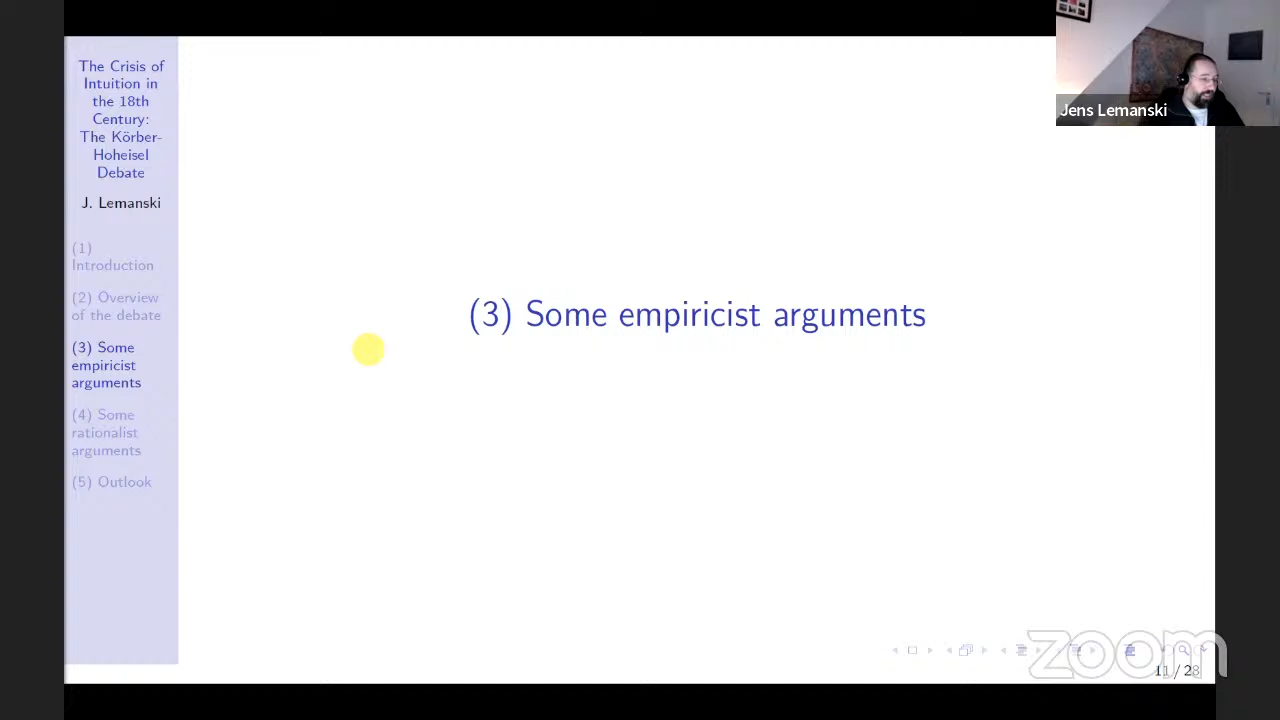 The Crisis of
Intuition in
the 18th
Century:
The Körber-
Hoheisel
Debate
J. Lemanski
(1)
Introduction
(2) Overview
of the debate
(3) Some
empiricist
arguments
(4) Some
rationalist
arguments
(5) Outlook
(3) Some empiricist arguments
Jens Lemanski
zoom
11 / 28